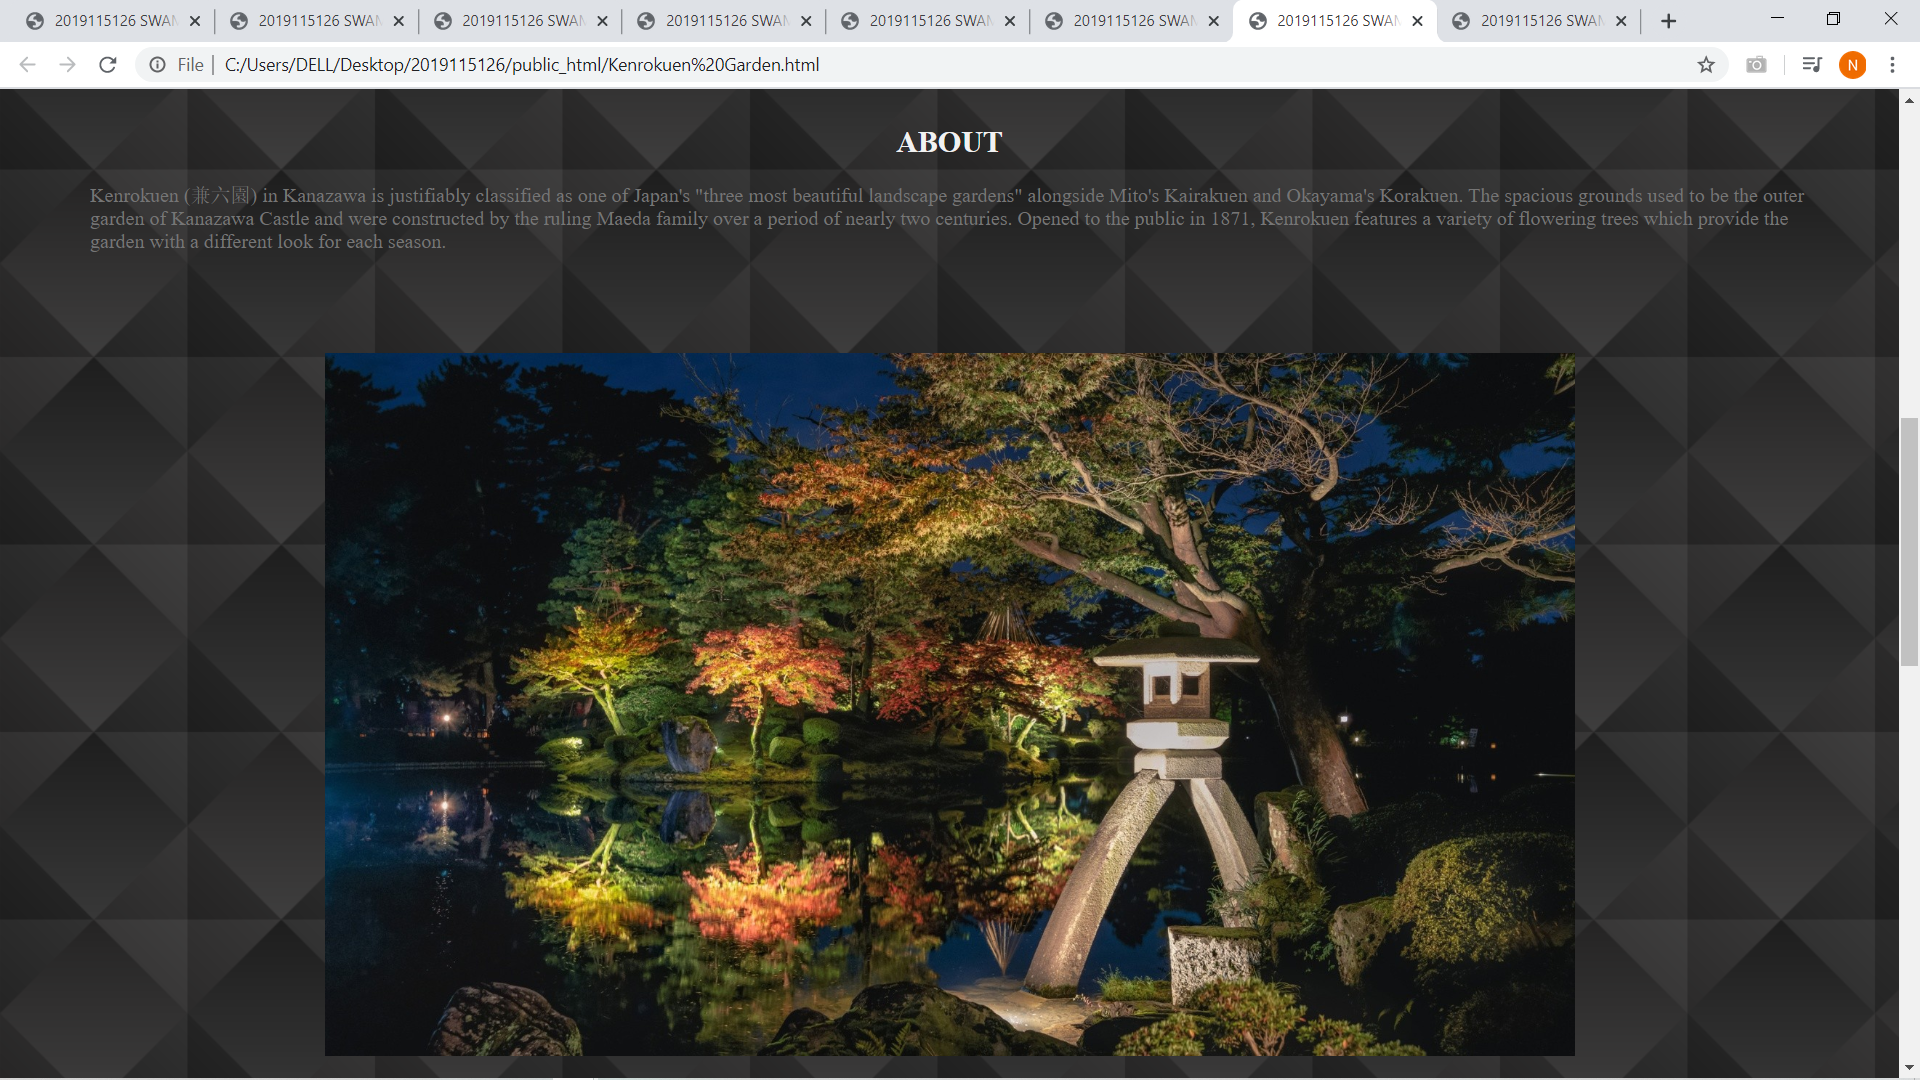 2019115126 SWAN
2019115126 SWAN
2019115126 SWAN
2019115126 SWAN
2019115126 SWAN
2019115126 SWAN
2019115126 SWAN
2019115126 SWAN
File | C:/Users/DELL/Desktop/2019115126/public_html/Kenrokuen%20Garden.html
N
ABOUT
Kenrokuen (兼六園) in Kanazawa is justifiably classified as one of Japan's "three most beautiful landscape gardens" alongside Mito's Kairakuen and Okayama's Korakuen. The spacious grounds used to be the outer
garden of Kanazawa Castle and were constructed by the ruling Maeda family over a period of nearly two centuries. Opened to the public in 1871, Kenrokuen features a variety of flowering trees which provide the
garden with a different look for each season.